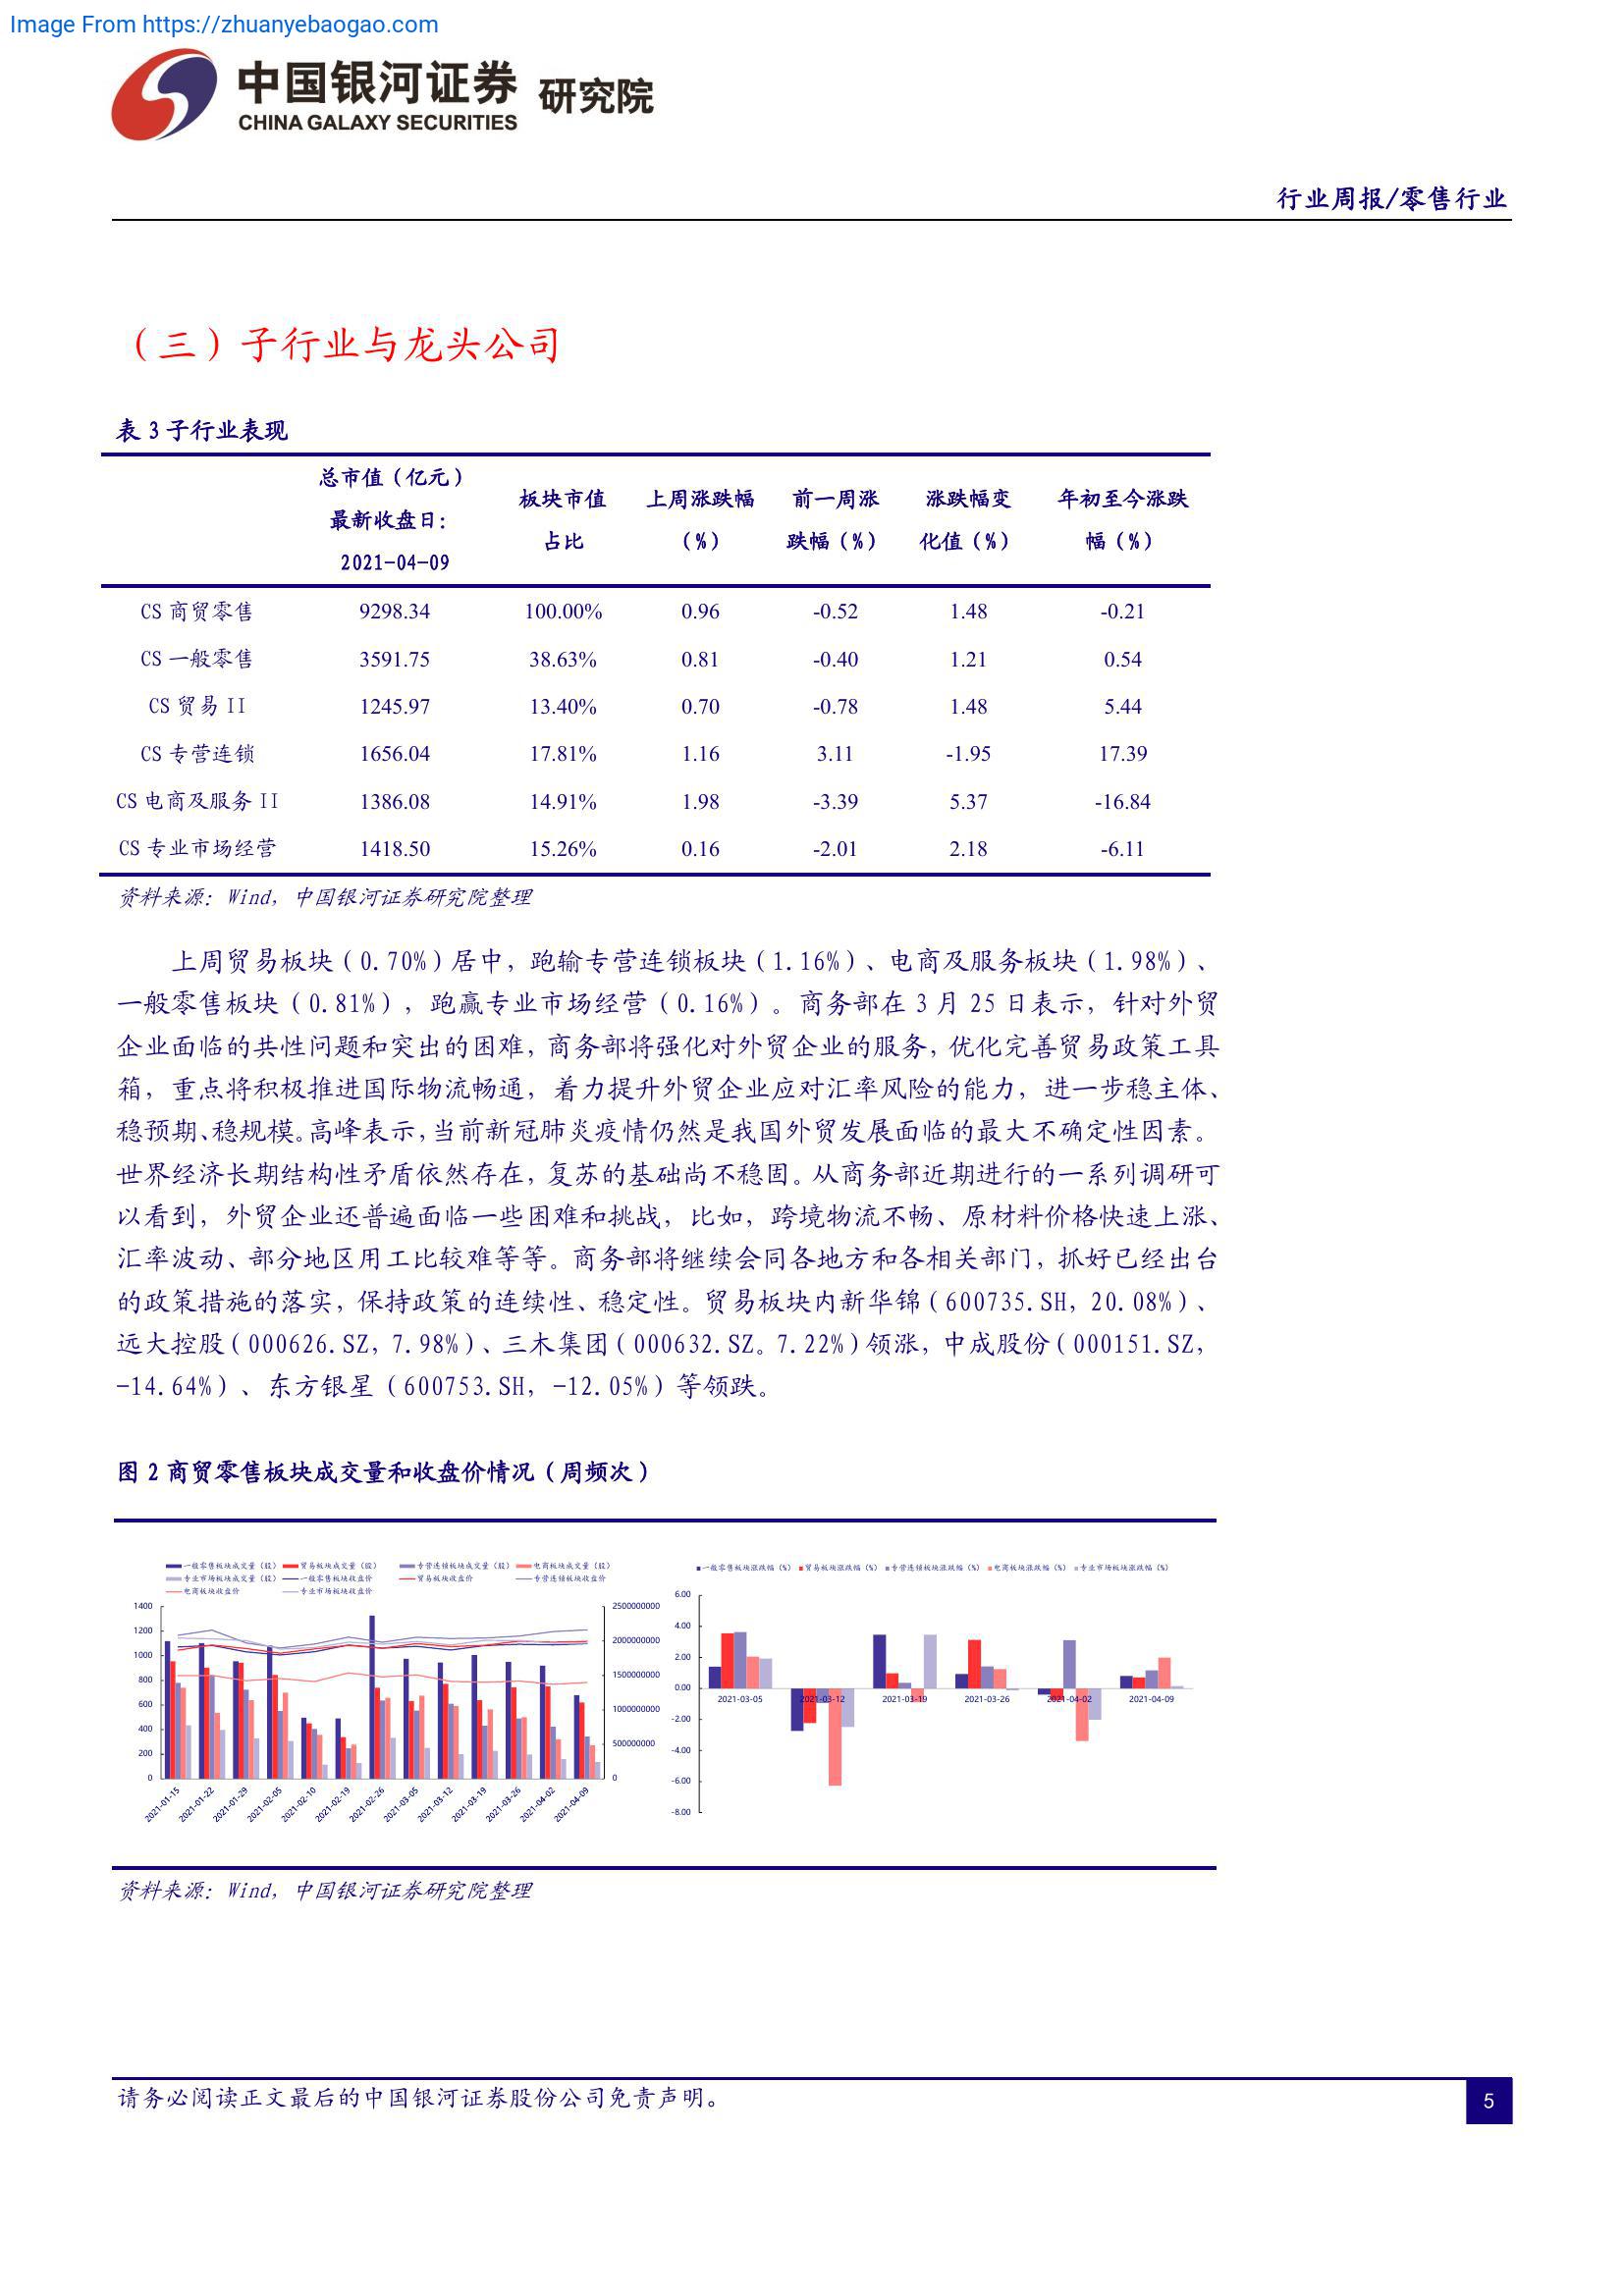 Image From https://zhuanyebaogao.com
中国银河证券 研究院
CHINA GALAXY SECURITIES
行业周报/零售行业
（三）子行业与龙头公司
表 3 子行业表现
总市值（亿元） 最新收盘日： 2021-04-09 板块市值占比 上周涨跌幅（%） 前一周涨跌幅（%） 涨跌幅变化值（%） 年初至今涨跌幅（%）
CS 商贸零售 9298.34 100.00% 0.96 -0.52 1.48 -0.21
CS 一般零售 3591.75 38.63% 0.81 -0.40 1.21 0.54
CS 贸易 II 1245.97 13.40% 0.70 -0.78 1.48 5.44
CS 专营连锁 1656.04 17.81% 1.16 3.11 -1.95 17.39
CS 电商及服务 II 1386.08 14.91% 1.98 -3.39 5.37 -16.84
CS 专业市场经营 1418.50 15.26% 0.16 -2.01 2.18 -6.11
资料来源：Wind，中国银河证券研究院整理
上周贸易板块（0.70%）居中，跑输专营连锁板块（1.16%）、电商及服务板块（1.98%）、
一般零售板块（0.81%），跑赢专业市场经营（0.16%）。商务部在 3 月 25 日表示，针对外贸
企业面临的共性问题和突出的困难，商务部将强化对外贸企业的服务，优化完善贸易政策工具
箱，重点将积极推进国际物流畅通，着力提升外贸企业应对汇率风险的能力，进一步稳主体、
稳预期、稳规模。高峰表示，当前新冠肺炎疫情仍然是我国外贸发展面临的最大不确定性因素。
世界经济长期结构性矛盾依然存在，复苏的基础尚不稳固。从商务部近期进行的一系列调研可
以看到，外贸企业还普遍面临一些困难和挑战，比如，跨境物流不畅、原材料价格快速上涨、
汇率波动、部分地区用工比较难等等。商务部将继续会同各地方和各相关部门，抓好已经出台
的政策措施的落实，保持政策的连续性、稳定性。贸易板块内新华锦（600735.SH，20.08%）、
远大控股（000626.SZ，7.98%）、三木集团（000632.SZ。7.22%）领涨，中成股份（000151.SZ，
-14.64%）、东方银星（600753.SH，-12.05%）等领跌。
图 2 商贸零售板块成交量和收盘价情况（周频次）
一般零售板块成交量（股） 贸易板块成交量（股） 专营连锁板块成交量（股） 电商板块成交量（股）
专业市场板块成交量（股） 一般零售板块收盘价 贸易板块收盘价 专营连锁板块收盘价
电商板块收盘价 专业市场板块收盘价
1400 1200 1000 800 600 400 200 0
2500000000 2000000000 1500000000 1000000000 500000000 0
2021-01-15 2021-01-22 2021-01-29 2021-02-05 2021-02-10 2021-02-19 2021-02-26 2021-03-05 2021-03-12 2021-03-19 2021-03-26 2021-04-02 2021-04-09
一般零售板块涨跌幅（%） 贸易板块涨跌幅（%） 专营连锁板块涨跌幅（%） 电商板块涨跌幅（%） 专业市场板块涨跌幅（%）
6.00 4.00 2.00 0.00 -2.00 -4.00 -6.00 -8.00
2021-03-05 2021-03-12 2021-03-19 2021-03-26 2021-04-02 2021-04-09
资料来源：Wind，中国银河证券研究院整理
请务必阅读正文最后的中国银河证券股份公司免责声明。
5